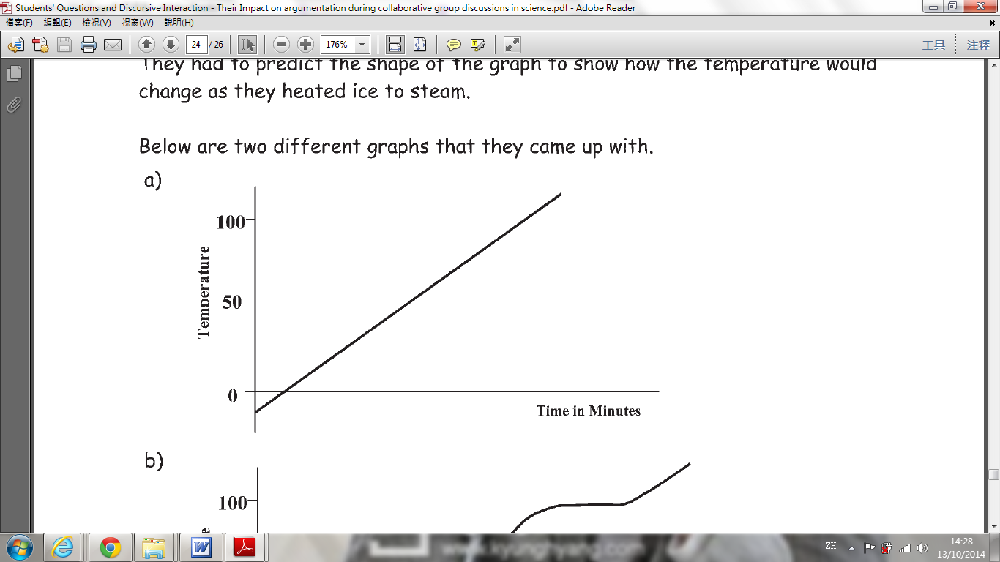 Students' Questions and Discursive Interaction - Their Impact on argumentation during collaborative group discussions in science.pdf - Adobe Reader
檔案(F) 編輯(E) 檢視(V) 視窗(W) 說明(H)
24 / 26 176% 工具 注釋
They had to predict the shape of the graph to show how the temperature would
change as they heated ice to steam.
Below are two different graphs that they came up with.
a)
100
50
0
Temperature
Time in Minutes
b)
100
ZH
14:28
13/10/2014